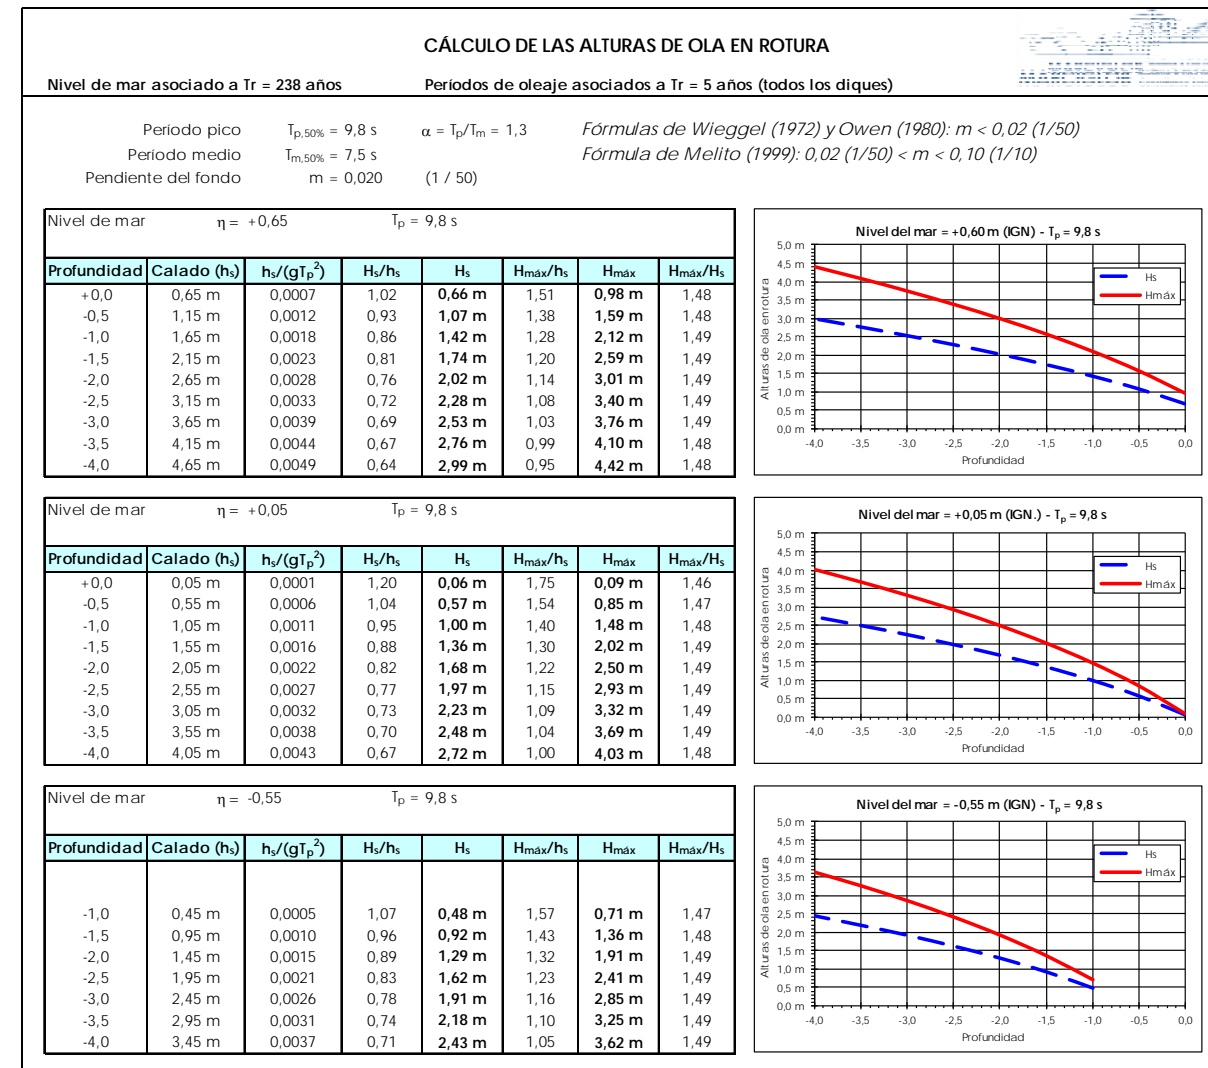 CÁLCULO DE LAS ALTURAS DE OLA EN ROTURA
Nivel de mar asociado a Tr = 238 años Períodos de oleaje asociados a Tr = 5 años (todos los diques)
Período pico Tp,50% = 9,8 s α = Tp/Tm = 1,3 Fórmulas de Wieggel (1972) y Owen (1980): m < 0,02 (1/50)
Período medio Tm,50% = 7,5 s Fórmula de Melito (1999): 0,02 (1/50) < m < 0,10 (1/10)
Pendiente del fondo m = 0,020 (1 / 50)
Nivel de mar η = +0,65 Tp = 9,8 s
Profundidad Calado (hs) hs/(gTp²) Hs/hs Hs Hmáx/hs Hmáx Hmáx/Hs
+0,0 0,65 m 0,0007 1,02 0,66 m 1,51 0,98 m 1,48
-0,5 1,15 m 0,0012 0,93 1,07 m 1,38 1,59 m 1,48
-1,0 1,65 m 0,0018 0,86 1,42 m 1,28 2,12 m 1,49
-1,5 2,15 m 0,0023 0,81 1,74 m 1,20 2,59 m 1,49
-2,0 2,65 m 0,0028 0,76 2,02 m 1,14 3,01 m 1,49
-2,5 3,15 m 0,0033 0,72 2,28 m 1,08 3,40 m 1,49
-3,0 3,65 m 0,0039 0,69 2,53 m 1,03 3,76 m 1,49
-3,5 4,15 m 0,0044 0,67 2,76 m 0,99 4,10 m 1,48
-4,0 4,65 m 0,0049 0,64 2,99 m 0,95 4,42 m 1,48
Nivel del mar = +0,60 m (IGN) - Tp = 9,8 s
5,0 m
4,5 m
4,0 m
3,5 m
3,0 m
2,5 m
2,0 m
1,5 m
1,0 m
0,5 m
0,0 m
Alturas de ola en rotura
Hs
Hmáx
-4,0 -3,5 -3,0 -2,5 -2,0 -1,5 -1,0 -0,5 0,0
Profundidad
Nivel de mar η = +0,05 Tp = 9,8 s
Profundidad Calado (hs) hs/(gTp²) Hs/hs Hs Hmáx/hs Hmáx Hmáx/Hs
+0,0 0,05 m 0,0001 1,20 0,06 m 1,75 0,09 m 1,46
-0,5 0,55 m 0,0006 1,04 0,57 m 1,54 0,85 m 1,47
-1,0 1,05 m 0,0011 0,95 1,00 m 1,40 1,48 m 1,48
-1,5 1,55 m 0,0016 0,88 1,36 m 1,30 2,02 m 1,49
-2,0 2,05 m 0,0022 0,82 1,68 m 1,22 2,50 m 1,49
-2,5 2,55 m 0,0027 0,77 1,97 m 1,15 2,93 m 1,49
-3,0 3,05 m 0,0032 0,73 2,23 m 1,09 3,32 m 1,49
-3,5 3,55 m 0,0038 0,70 2,48 m 1,04 3,69 m 1,49
-4,0 4,05 m 0,0043 0,67 2,72 m 1,00 4,03 m 1,48
Nivel del mar = +0,05 m (IGN.) - Tp = 9,8 s
5,0 m
4,5 m
4,0 m
3,5 m
3,0 m
2,5 m
2,0 m
1,5 m
1,0 m
0,5 m
0,0 m
Alturas de ola en rotura
Hs
Hmáx
-4,0 -3,5 -3,0 -2,5 -2,0 -1,5 -1,0 -0,5 0,0
Profundidad
Nivel de mar η = -0,55 Tp = 9,8 s
Profundidad Calado (hs) hs/(gTp²) Hs/hs Hs Hmáx/hs Hmáx Hmáx/Hs
-1,0 0,45 m 0,0005 1,07 0,48 m 1,57 0,71 m 1,47
-1,5 0,95 m 0,0010 0,96 0,92 m 1,43 1,36 m 1,48
-2,0 1,45 m 0,0015 0,89 1,29 m 1,32 1,91 m 1,49
-2,5 1,95 m 0,0021 0,83 1,62 m 1,23 2,41 m 1,49
-3,0 2,45 m 0,0026 0,78 1,91 m 1,16 2,85 m 1,49
-3,5 2,95 m 0,0031 0,74 2,18 m 1,10 3,25 m 1,49
-4,0 3,45 m 0,0037 0,71 2,43 m 1,05 3,62 m 1,49
Nivel del mar = -0,55 m (IGN) - Tp = 9,8 s
5,0 m
4,5 m
4,0 m
3,5 m
3,0 m
2,5 m
2,0 m
1,5 m
1,0 m
0,5 m
0,0 m
Alturas de ola en rotura
Hs
Hmáx
-4,0 -3,5 -3,0 -2,5 -2,0 -1,5 -1,0 -0,5 0,0
Profundidad